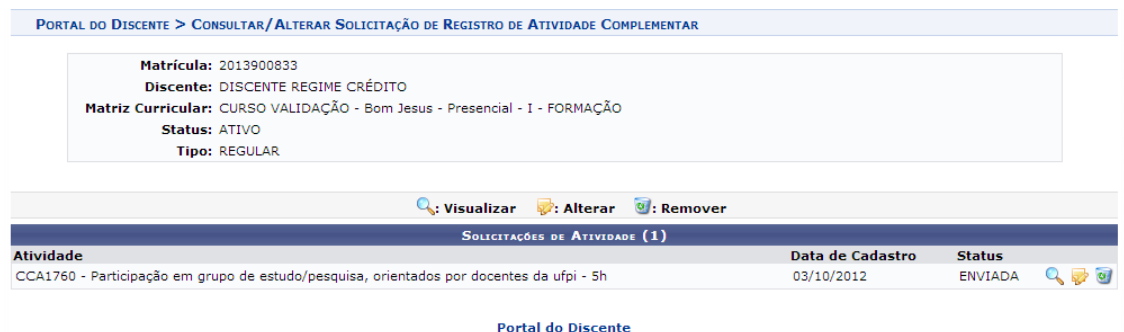 Portal do Discente > Consultar/Alterar Solicitação de Registro de Atividade Complementar
Matrícula: 2013900833
Discente: DISCENTE REGIME CRÉDITO
Matriz Curricular: CURSO VALIDAÇÃO - Bom Jesus - Presencial - I - FORMAÇÃO
Status: ATIVO
Tipo: REGULAR
: Visualizar : Alterar : Remover
Solicitações de Atividade (1)
Atividade Data de Cadastro Status
CCA1760 - Participação em grupo de estudo/pesquisa, orientados por docentes da ufpi - 5h 03/10/2012 ENVIADA
Portal do Discente